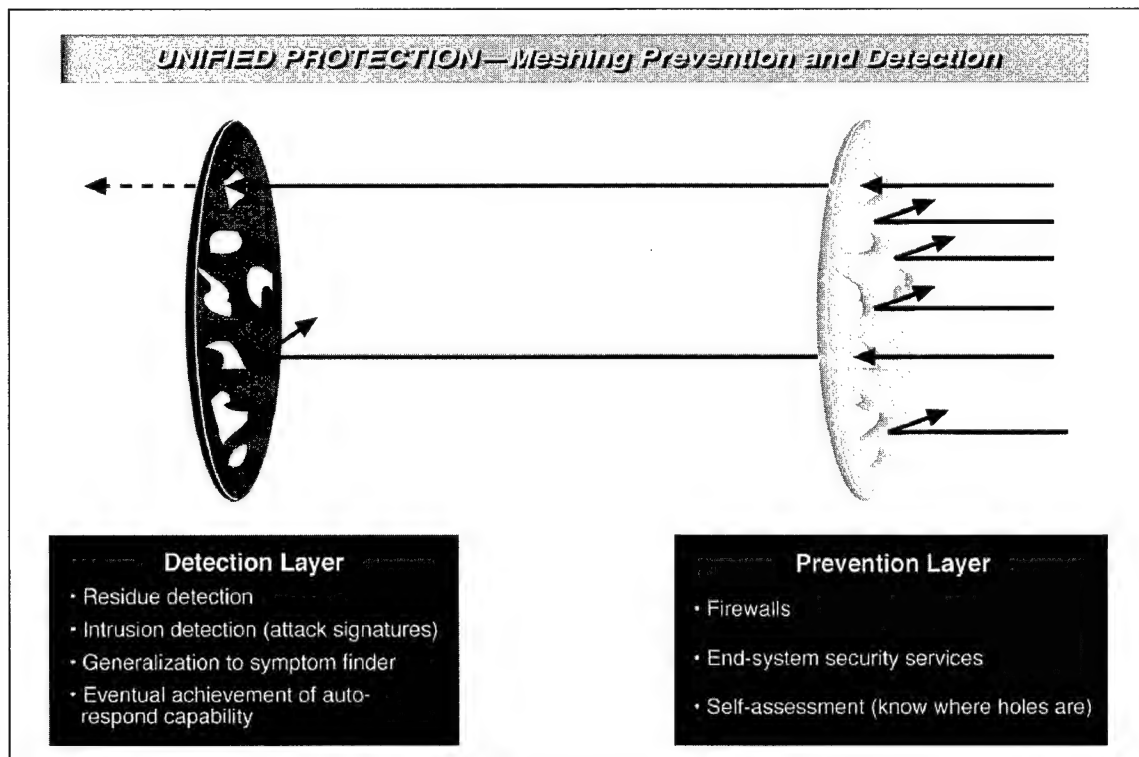 UNIFIED PROTECTION—Meshing Prevention and Detection
Detection Layer
• Residue detection
• Intrusion detection (attack signatures)
• Generalization to symptom finder
• Eventual achievement of auto-
respond capability
Prevention Layer
• Firewalls
• End-system security services
• Self-assessment (know where holes are)